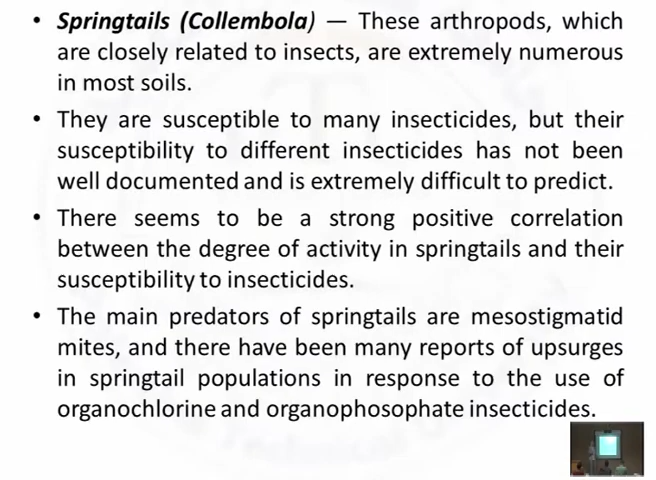 • Springtails (Collembola) — These arthropods, which
are closely related to insects, are extremely numerous
in most soils.
• They are susceptible to many insecticides, but their
susceptibility to different insecticides has not been
well documented and is extremely difficult to predict.
• There seems to be a strong positive correlation
between the degree of activity in springtails and their
susceptibility to insecticides.
• The main predators of springtails are mesostigmatid
mites, and there have been many reports of upsurges
in springtail populations in response to the use of
organochlorine and organophosophate insecticides.